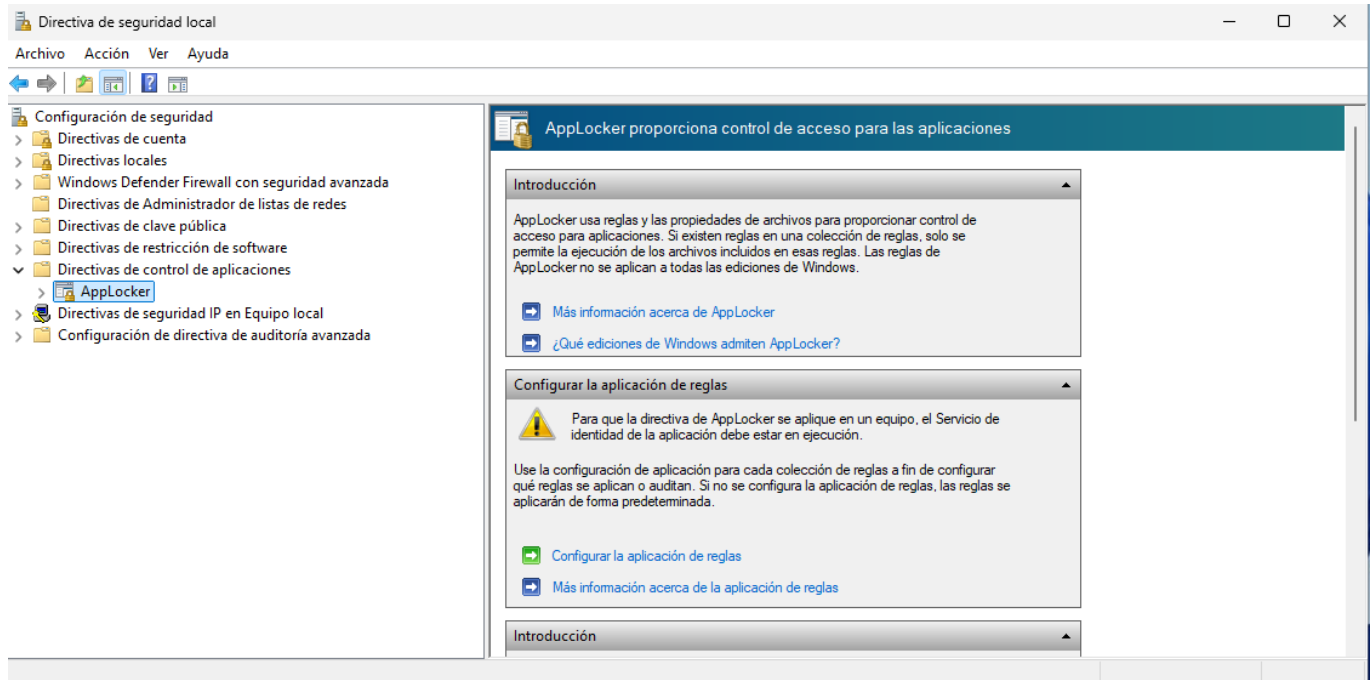 Directiva de seguridad local
Archivo Acción Ver Ayuda
Configuración de seguridad
Directivas de cuenta
Directivas locales
Windows Defender Firewall con seguridad avanzada
Directivas de Administrador de listas de redes
Directivas de clave pública
Directivas de restricción de software
Directivas de control de aplicaciones
AppLocker
Directivas de seguridad IP en Equipo local
Configuración de directiva de auditoría avanzada
AppLocker proporciona control de acceso para las aplicaciones
Introducción
AppLocker usa reglas y las propiedades de archivos para proporcionar control de
acceso para aplicaciones. Si existen reglas en una colección de reglas, solo se
permite la ejecución de los archivos incluidos en esas reglas. Las reglas de
AppLocker no se aplican a todas las ediciones de Windows.
Más información acerca de AppLocker
¿Qué ediciones de Windows admiten AppLocker?
Configurar la aplicación de reglas
Para que la directiva de AppLocker se aplique en un equipo, el Servicio de
identidad de la aplicación debe estar en ejecución.
Use la configuración de aplicación para cada colección de reglas a fin de configurar
qué reglas se aplican o auditan. Si no se configura la aplicación de reglas, las reglas se
aplicarán de forma predeterminada.
Configurar la aplicación de reglas
Más información acerca de la aplicación de reglas
Introducción